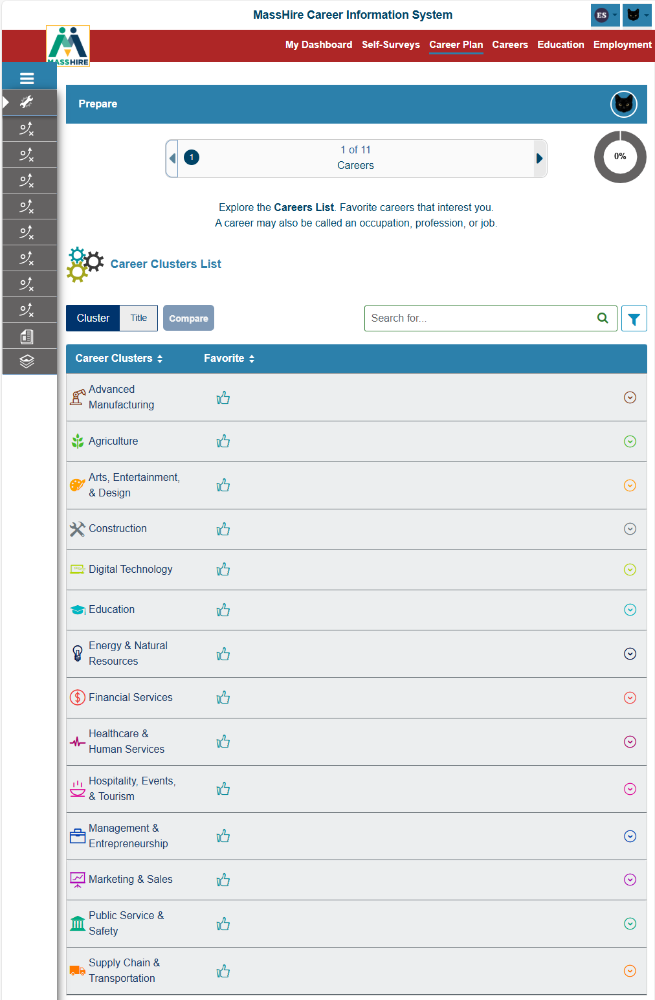 MassHire Career Information System
ES
MASSHIRE
My Dashboard Self-Surveys Career Plan Careers Education Employment
Prepare
1
1 of 11
Careers
0%
Explore the Careers List. Favorite careers that interest you.
A career may also be called an occupation, profession, or job.
Career Clusters List
Cluster Title Compare Search for...
Career Clusters Favorite
Advanced
Manufacturing
Agriculture
Arts, Entertainment,
& Design
Construction
Digital Technology
Education
Energy & Natural
Resources
Financial Services
Healthcare &
Human Services
Hospitality, Events,
& Tourism
Management &
Entrepreneurship
Marketing & Sales
Public Service &
Safety
Supply Chain &
Transportation